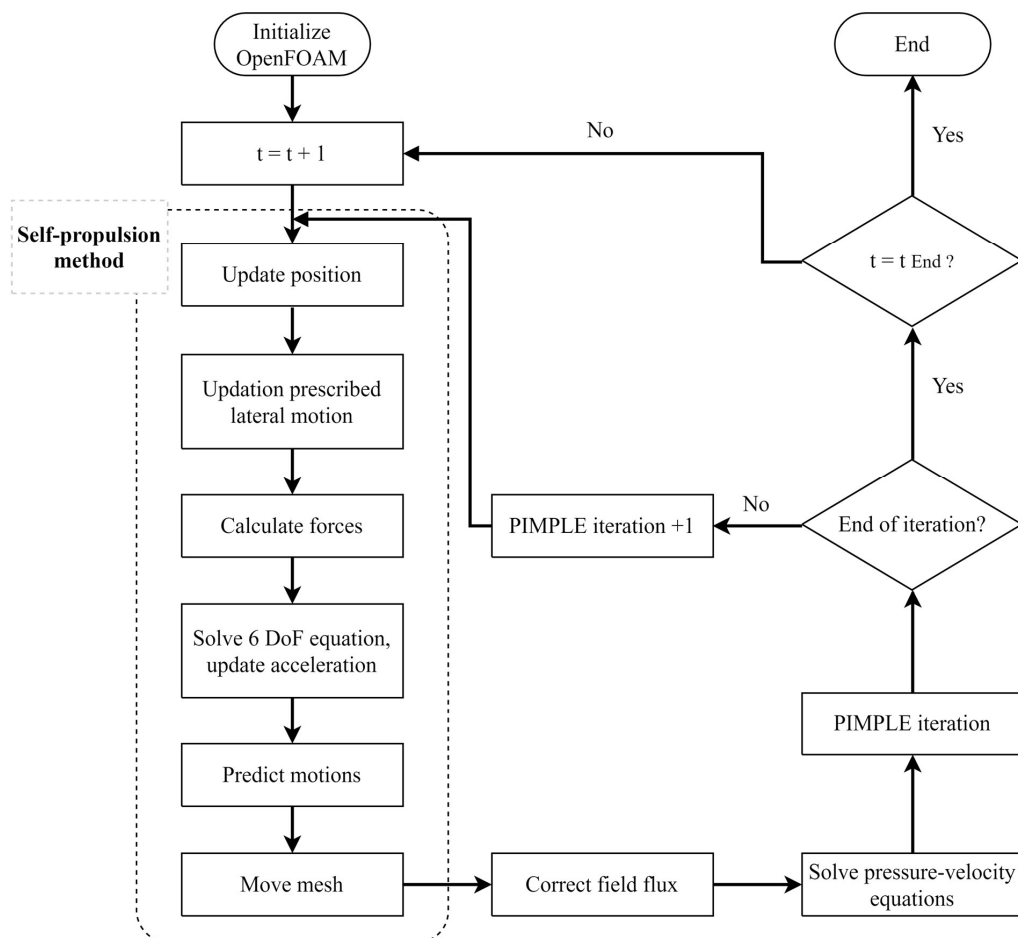 Initialize
OpenFOAM
t = t + 1
Self-propulsion
method
Update position
Updation prescribed
lateral motion
Calculate forces
Solve 6 DoF equation,
update acceleration
Predict motions
Move mesh
Correct field flux
Solve pressure-velocity
equations
PIMPLE iteration
End of iteration?
No
PIMPLE iteration +1
Yes
t = t End ?
No
Yes
End